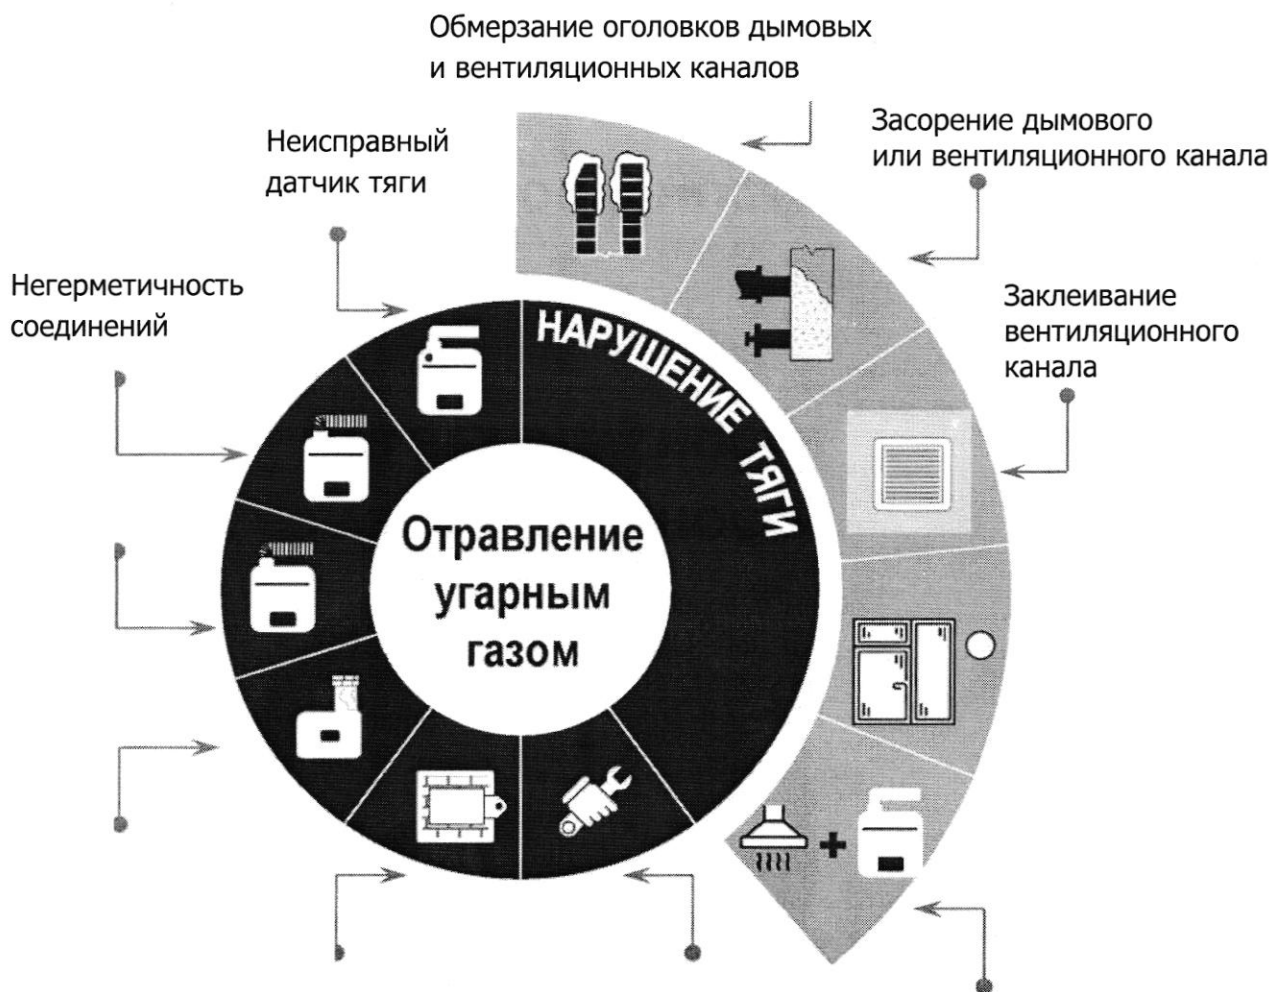 Обмерзание оголовков дымовых
и вентиляционных каналов
Засорение дымового
или вентиляционного канала
Неисправный
датчик тяги
Негерметичность
соединений
Заклеивание
вентиляционного
канала
НАРУШЕНИЕ ТЯГИ
Отравление
угарным
газом